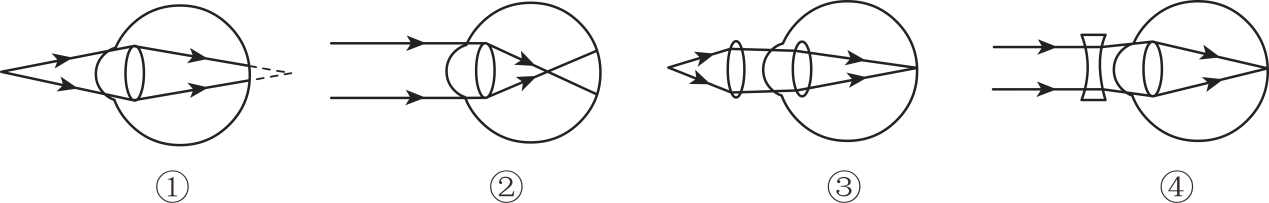 ① ② ③ ④